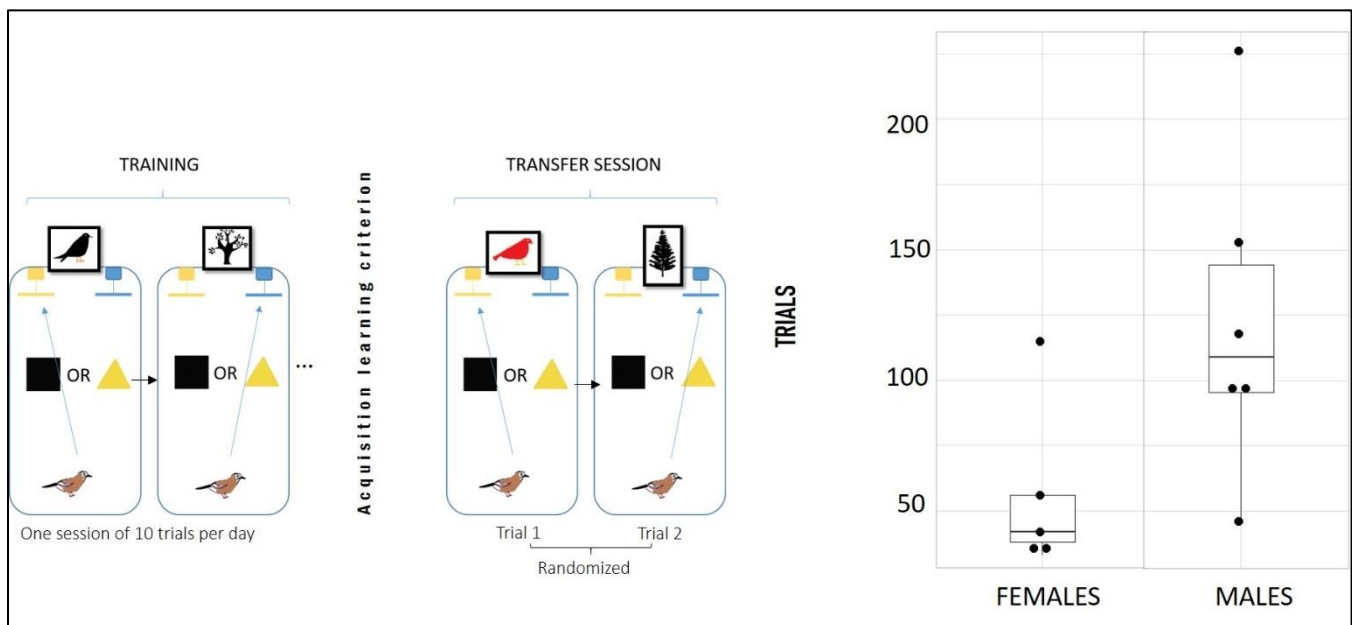 TRAINING
OR
OR
...
One session of 10 trials per day
Acquisition learning criterion
TRANSFER SESSION
OR
OR
Trial 1
Trial 2
Randomized
TRIALS
200
150
100
50
FEMALES
MALES